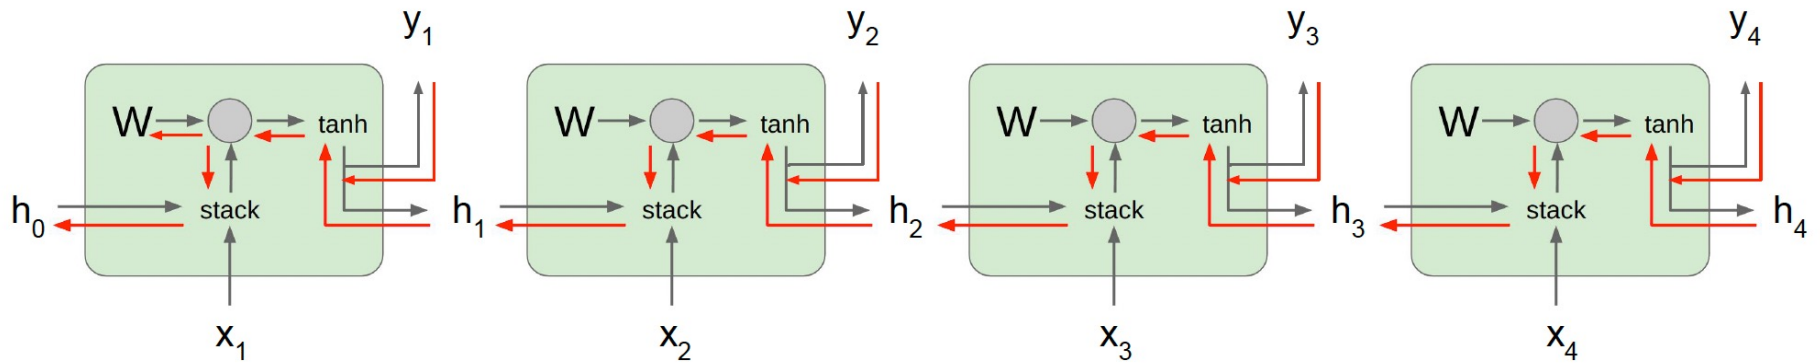 y₁ y₂ y₃ y₄
W tanh W tanh W tanh W tanh
h₀ stack h₁ stack h₂ stack h₃ stack h₄
x₁ x₂ x₃ x₄